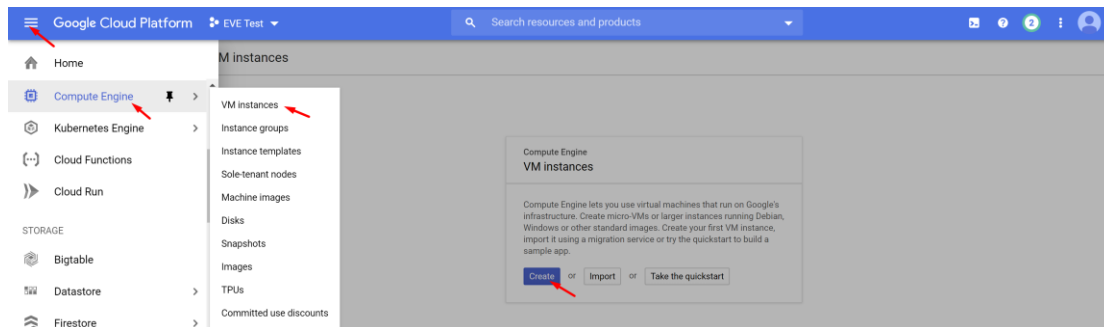 Google Cloud Platform
EVE Test
Search resources and products
2
Home
Compute Engine
Kubernetes Engine
Cloud Functions
Cloud Run
STORAGE
Bigtable
Datastore
Firestore
VM instances
Instance groups
Instance templates
Sole-tenant nodes
Machine images
Disks
Snapshots
Images
TPUs
Committed use discounts
M instances
Compute Engine
VM instances
Compute Engine lets you use virtual machines that run on Google's
infrastructure. Create micro-VMs or larger instances running Debian,
Windows or other standard images. Create your first VM instance,
import it using a migration service or try the quickstart to build a
sample app.
Create or Import or Take the quickstart